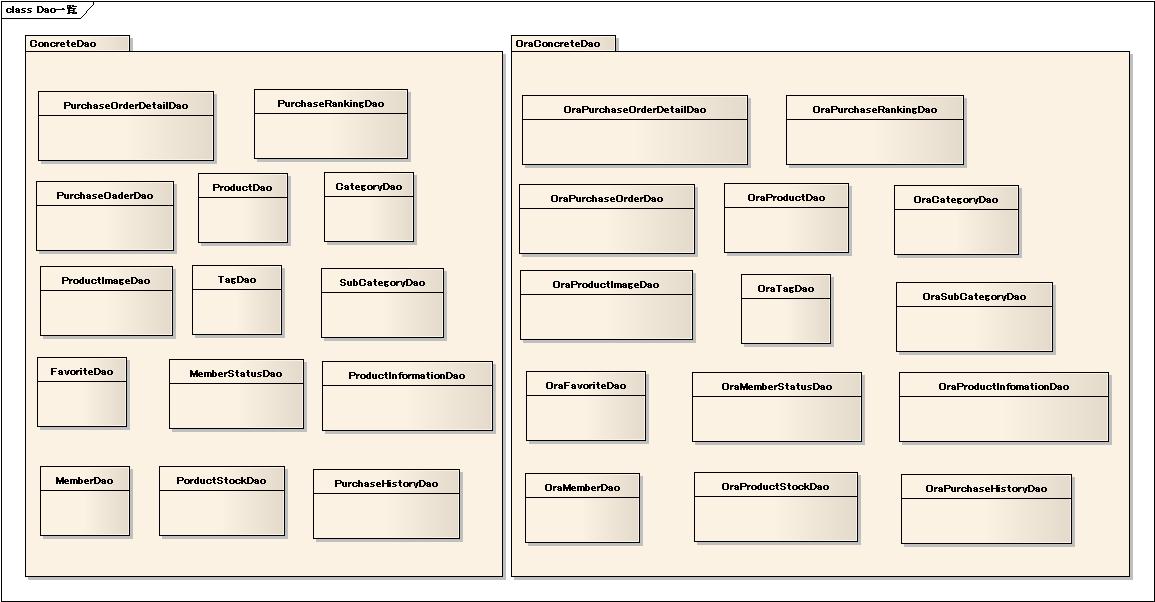 class Dao一覧
ConcreteDao
PurchaseOrderDetailDao
PurchaseRankingDao
PurchaseOaderDao
ProductDao
CategoryDao
ProductImageDao
TagDao
SubCategoryDao
FavoriteDao
MemberStatusDao
ProductInformationDao
MemberDao
PorductStockDao
PurchaseHistoryDao
OraConcreteDao
OraPurchaseOrderDetailDao
OraPurchaseRankingDao
OraPurchaseOrderDao
OraProductDao
OraCategoryDao
OraProductImageDao
OraTagDao
OraSubCategoryDao
OraFavoriteDao
OraMemberStatusDao
OraProductInfomationDao
OraMemberDao
OraProductStockDao
OraPurchaseHistoryDao